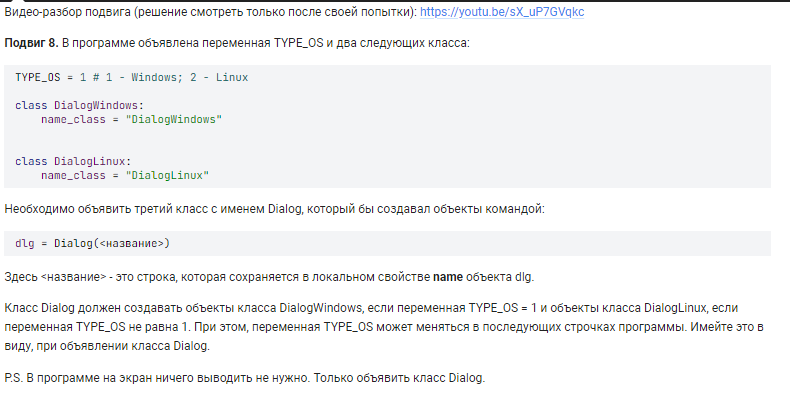 Видео-разбор подвига (решение смотреть только после своей попытки): https://youtu.be/sX_uP7GVqkc
Подвиг 8. В программе объявлена переменная TYPE_OS и два следующих класса:
TYPE_OS = 1 # 1 - Windows; 2 - Linux
class DialogWindows:
    name_class = "DialogWindows"
class DialogLinux:
    name_class = "DialogLinux"
Необходимо объявить третий класс с именем Dialog, который бы создавал объекты командой:
dlg = Dialog(<название>)
Здесь <название> - это строка, которая сохраняется в локальном свойстве name объекта dlg.
Класс Dialog должен создавать объекты класса DialogWindows, если переменная TYPE_OS = 1 и объекты класса DialogLinux, если
переменная TYPE_OS не равна 1. При этом, переменная TYPE_OS может меняться в последующих строчках программы. Имейте это в
виду, при объявлении класса Dialog.
P.S. В программе на экран ничего выводить не нужно. Только объявить класс Dialog.